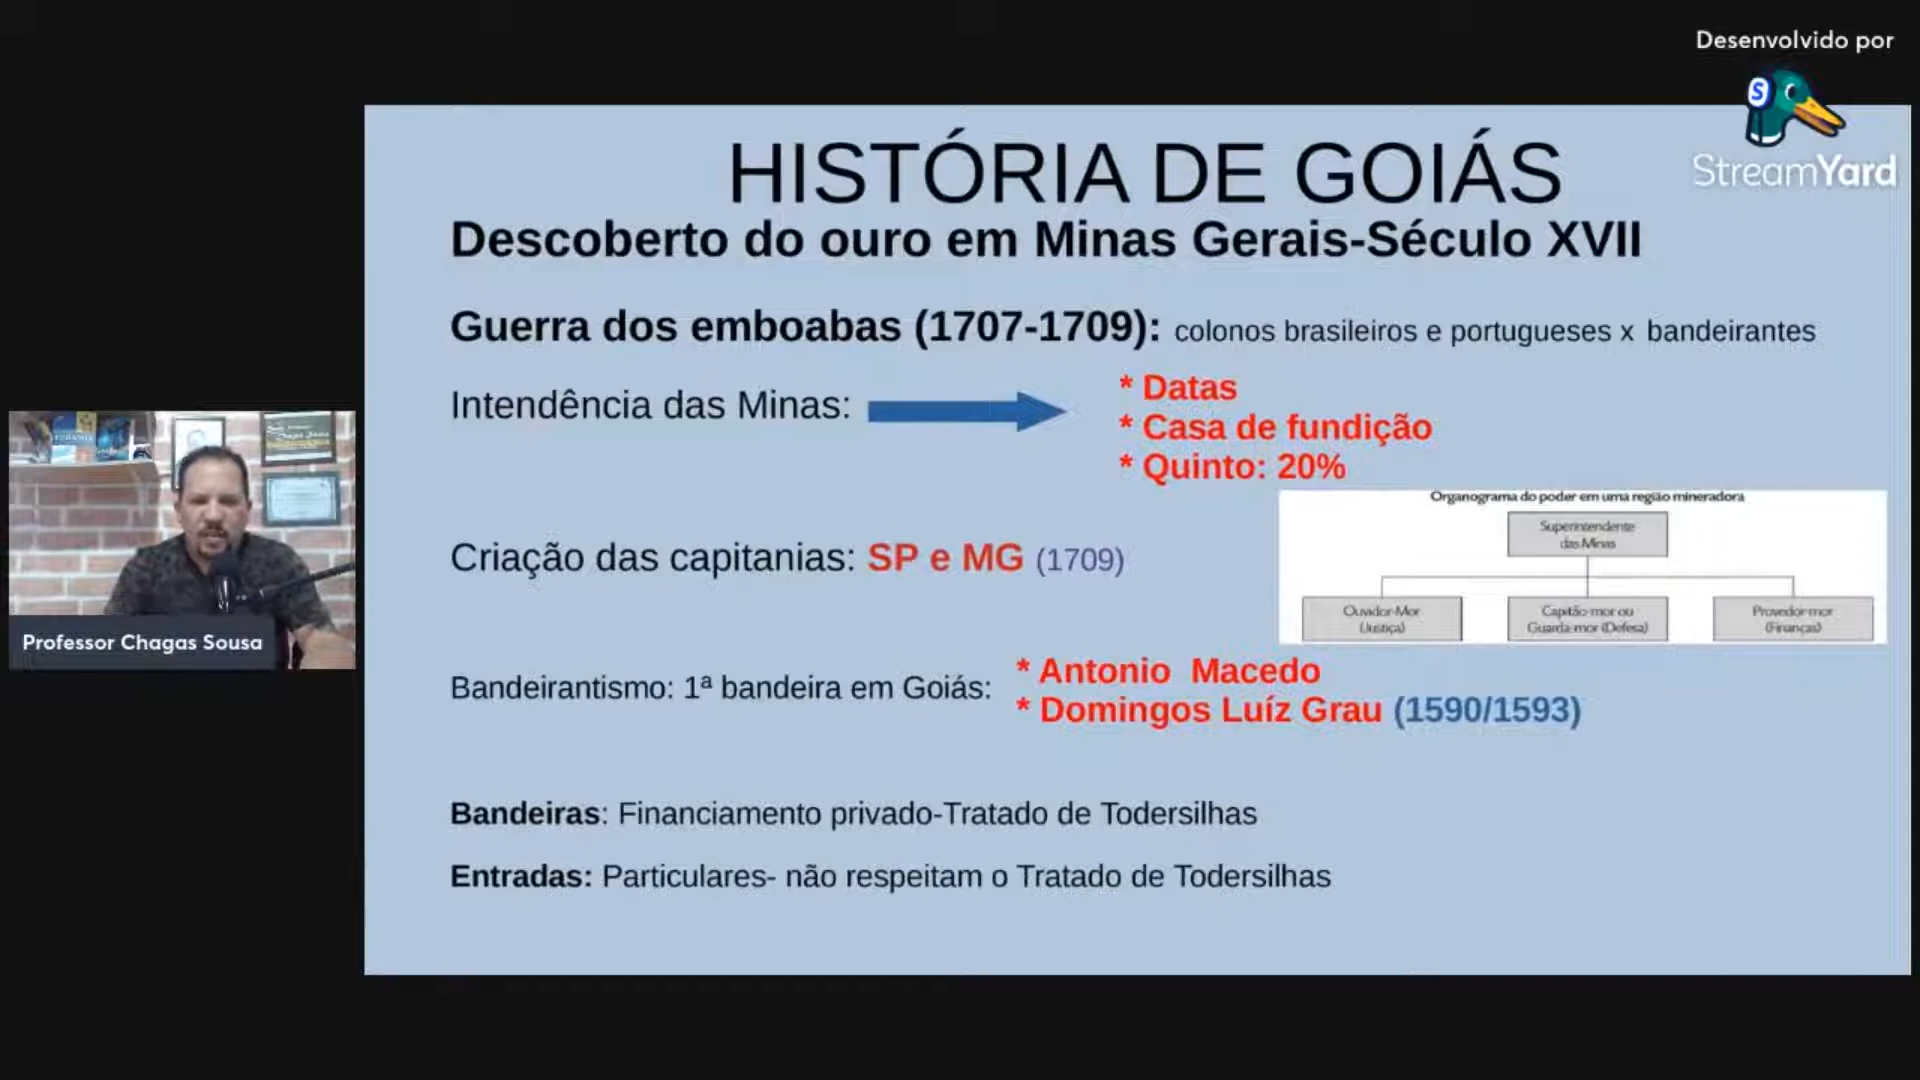 Desenvolvido por
StreamYard
HISTÓRIA DE GOIÁS
Descoberto do ouro em Minas Gerais-Século XVII
Guerra dos emboabas (1707-1709): colonos brasileiros e portugueses x bandeirantes
Intendência das Minas:
* Datas
* Casa de fundição
* Quinto: 20%
Organograma do poder em uma região mineradora
Superintendente
das Minas
Ouvidor-Mor
(Justiça)
Capitão-mor ou
Guarda-mor (Defesa)
Provedor-mor
(Finanças)
Criação das capitanias: SP e MG (1709)
Bandeirantismo: 1ª bandeira em Goiás:
* Antonio Macedo
* Domingos Luíz Grau (1590/1593)
Bandeiras: Financiamento privado-Tratado de Todersilhas
Entradas: Particulares- não respeitam o Tratado de Todersilhas
Professor Chagas Sousa